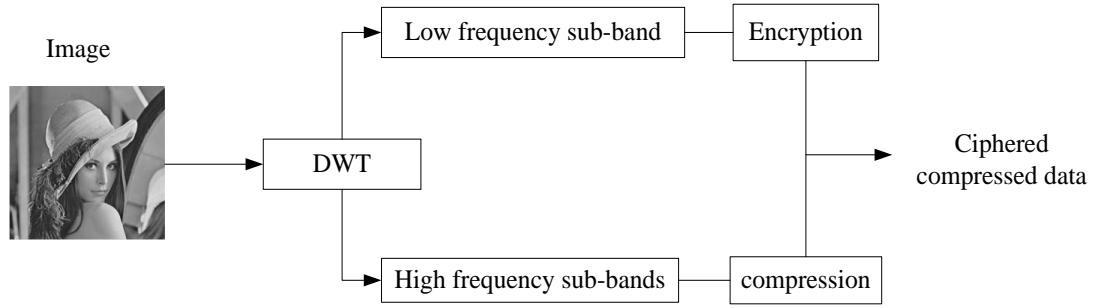 Image
Low frequency sub-band
Encryption
DWT
Ciphered
compressed data
High frequency sub-bands
compression